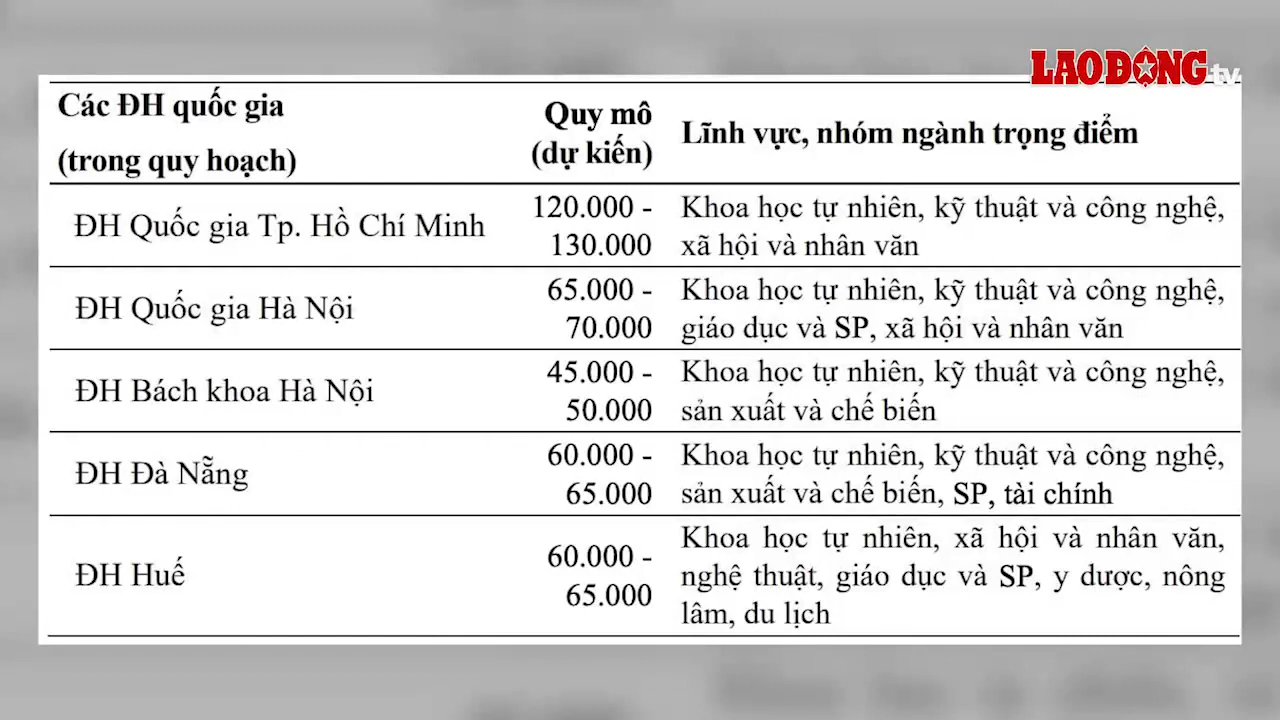 LAO ĐỘNG tv
Các ĐH quốc gia
(trong quy hoạch)
Quy mô
(dự kiến)
Lĩnh vực, nhóm ngành trọng điểm
ĐH Quốc gia Tp. Hồ Chí Minh
120.000 -
130.000
Khoa học tự nhiên, kỹ thuật và công nghệ,
xã hội và nhân văn
ĐH Quốc gia Hà Nội
65.000 -
70.000
Khoa học tự nhiên, kỹ thuật và công nghệ,
giáo dục và SP, xã hội và nhân văn
ĐH Bách khoa Hà Nội
45.000 -
50.000
Khoa học tự nhiên, kỹ thuật và công nghệ,
sản xuất và chế biến
ĐH Đà Nẵng
60.000 -
65.000
Khoa học tự nhiên, kỹ thuật và công nghệ,
sản xuất và chế biến, SP, tài chính
ĐH Huế
60.000 -
65.000
Khoa học tự nhiên, xã hội và nhân văn,
nghệ thuật, giáo dục và SP, y dược, nông
lâm, du lịch